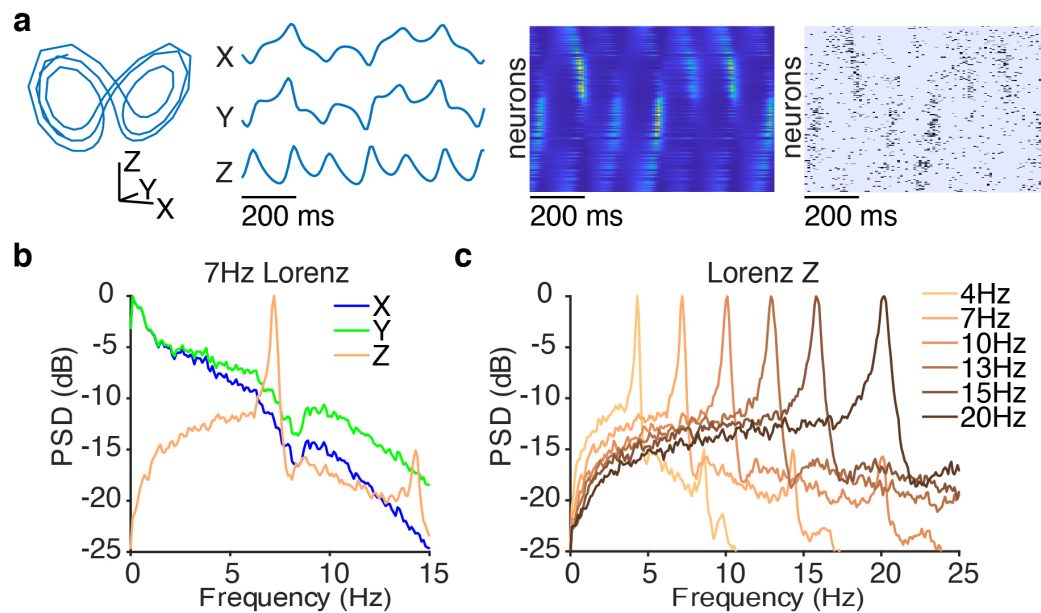 a
X
Y
Z
Z
Y
X
200 ms
neurons
200 ms
neurons
200 ms
b
7Hz Lorenz
X
Y
Z
PSD (dB)
0
-5
-10
-15
-20
-25
0 5 10 15
Frequency (Hz)
c
Lorenz Z
4Hz
7Hz
10Hz
13Hz
15Hz
20Hz
PSD (dB)
0
-5
-10
-15
-20
-25
0 5 10 15 20 25
Frequency (Hz)